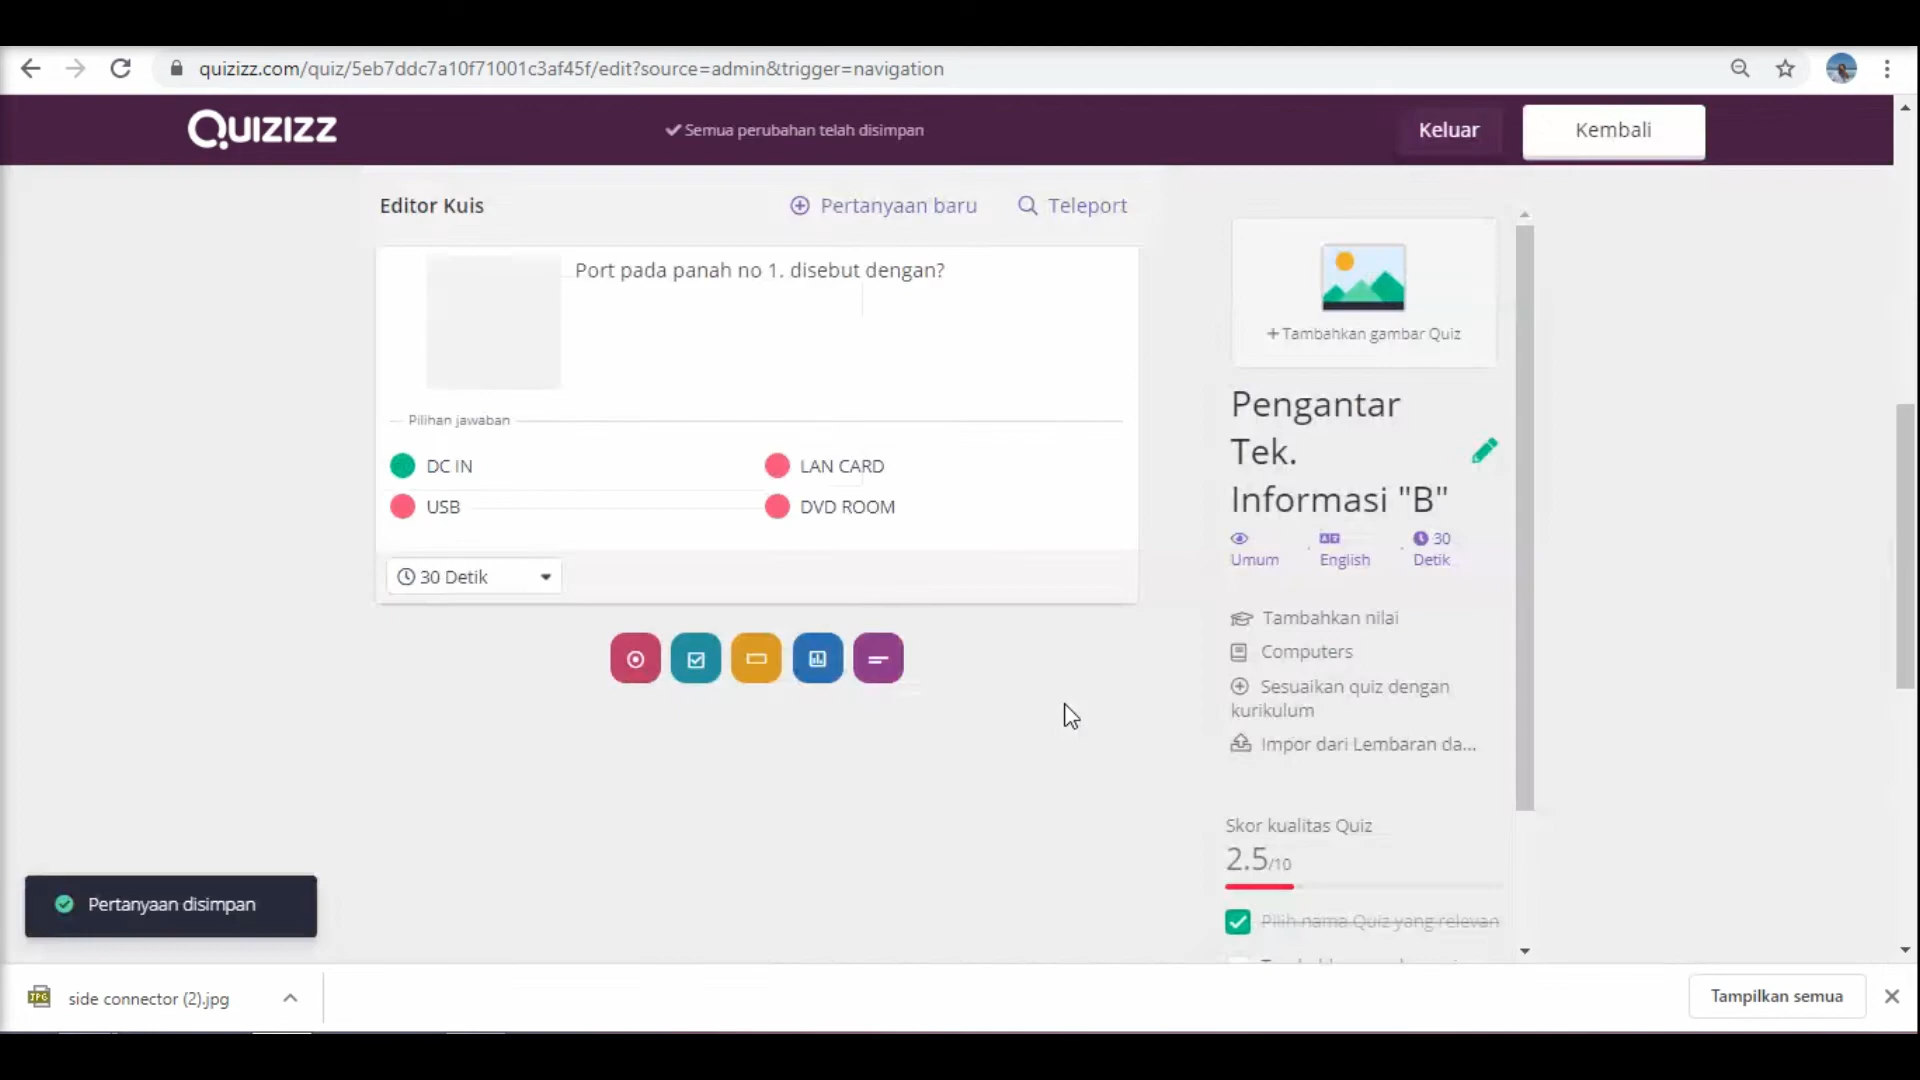 quizizz.com/quiz/5eb7ddc7a10f71001c3af45f/edit?source=admin&trigger=navigation
QUIZIZZ
Semua perubahan telah disimpan
Keluar
Kembali
Editor Kuis
Pertanyaan baru
Teleport
Port pada panah no 1. disebut dengan?
Pilihan jawaban
DC IN
LAN CARD
USB
DVD ROOM
30 Detik
+ Tambahkan gambar Quiz
Pengantar
Tek.
Informasi "B"
Umum
English
30
Detik
Tambahkan nilai
Computers
Sesuaikan quiz dengan
kurikulum
Impor dari Lembaran da...
Skor kualitas Quiz
2.5/10
Pilih nama Quiz yang relevan
Pertanyaan disimpan
JPG
side connector (2).jpg
Tampilkan semua